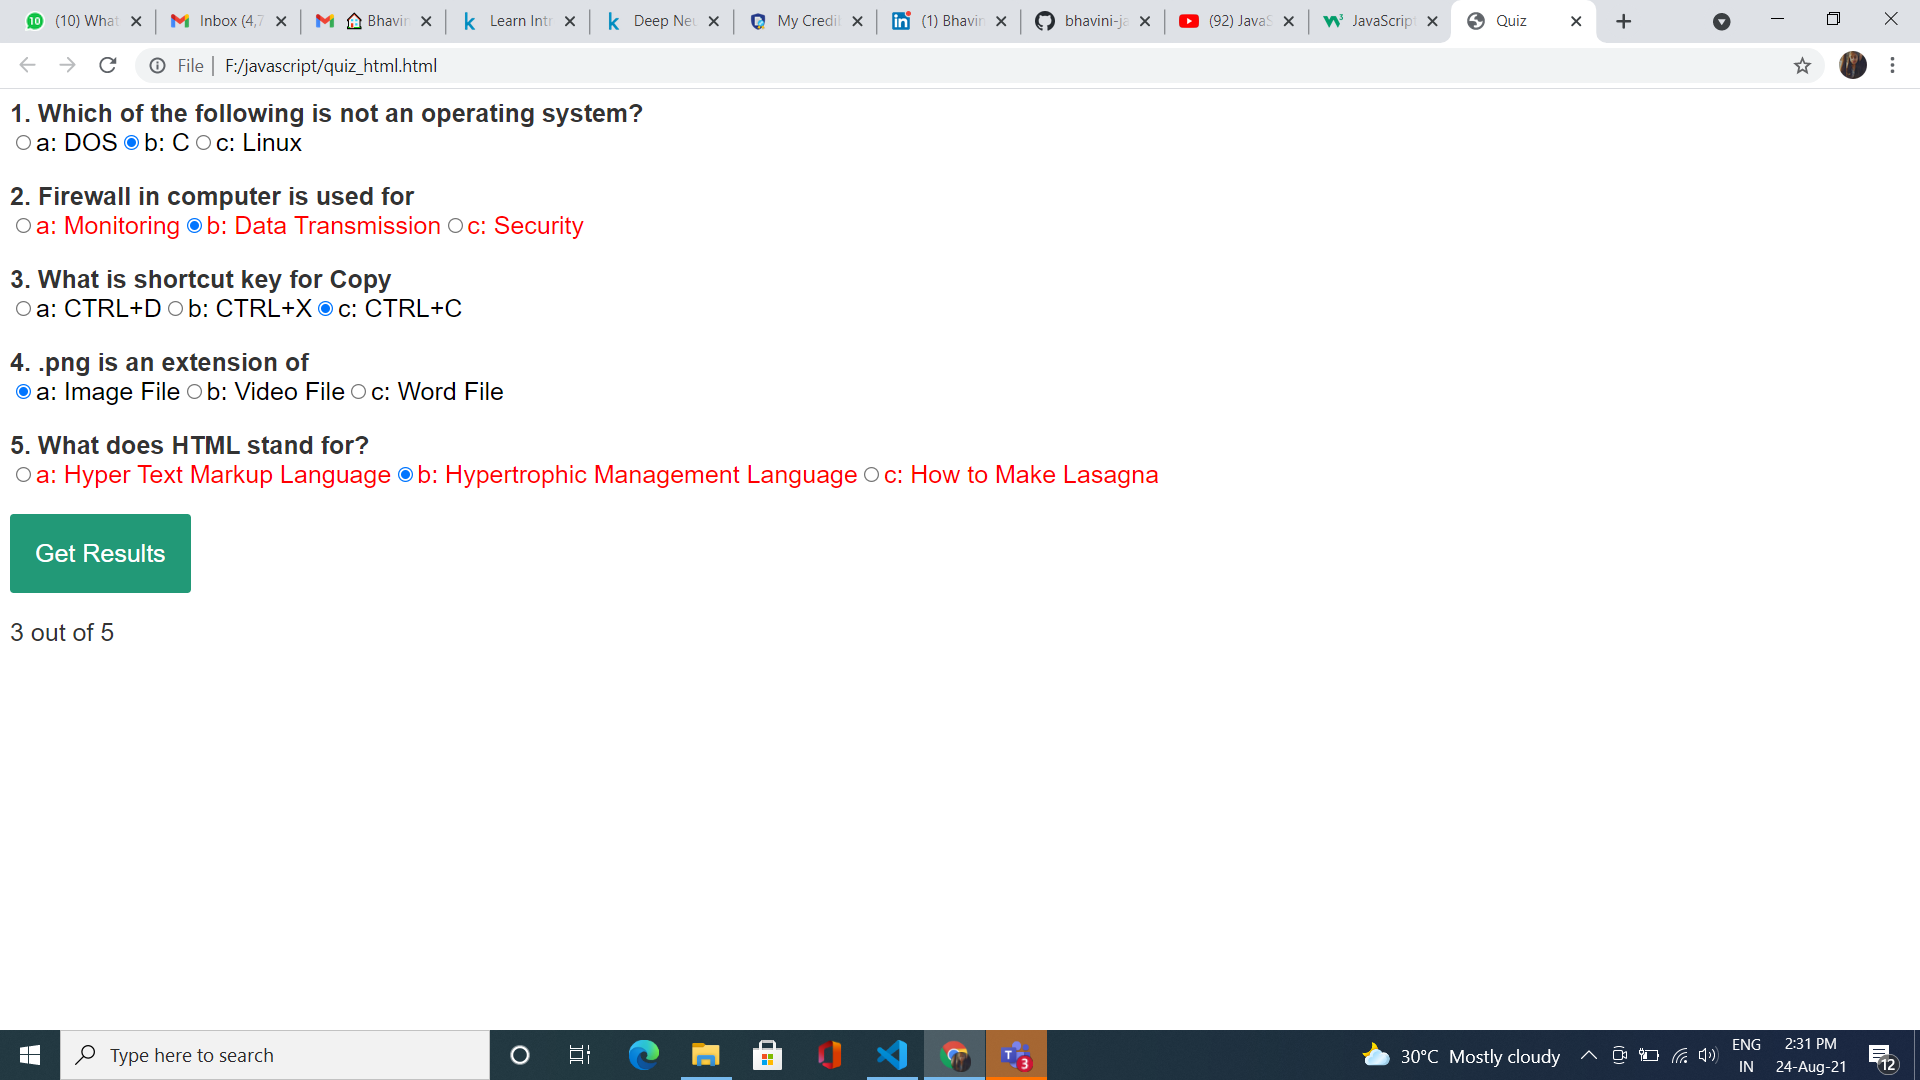 (10) What
Inbox (4,7
Bhavin
Learn Intr
Deep Neu
My Credi
(1) Bhavin
bhavini-ja
(92) JavaS
JavaScript
Quiz
File | F:/javascript/quiz_html.html
1. Which of the following is not an operating system?
a: DOS b: C c: Linux
2. Firewall in computer is used for
a: Monitoring b: Data Transmission c: Security
3. What is shortcut key for Copy
a: CTRL+D b: CTRL+X c: CTRL+C
4. .png is an extension of
a: Image File b: Video File c: Word File
5. What does HTML stand for?
a: Hyper Text Markup Language b: Hypertrophic Management Language c: How to Make Lasagna
Get Results
3 out of 5
Type here to search
30°C Mostly cloudy
ENG
IN
2:31 PM
24-Aug-21
12